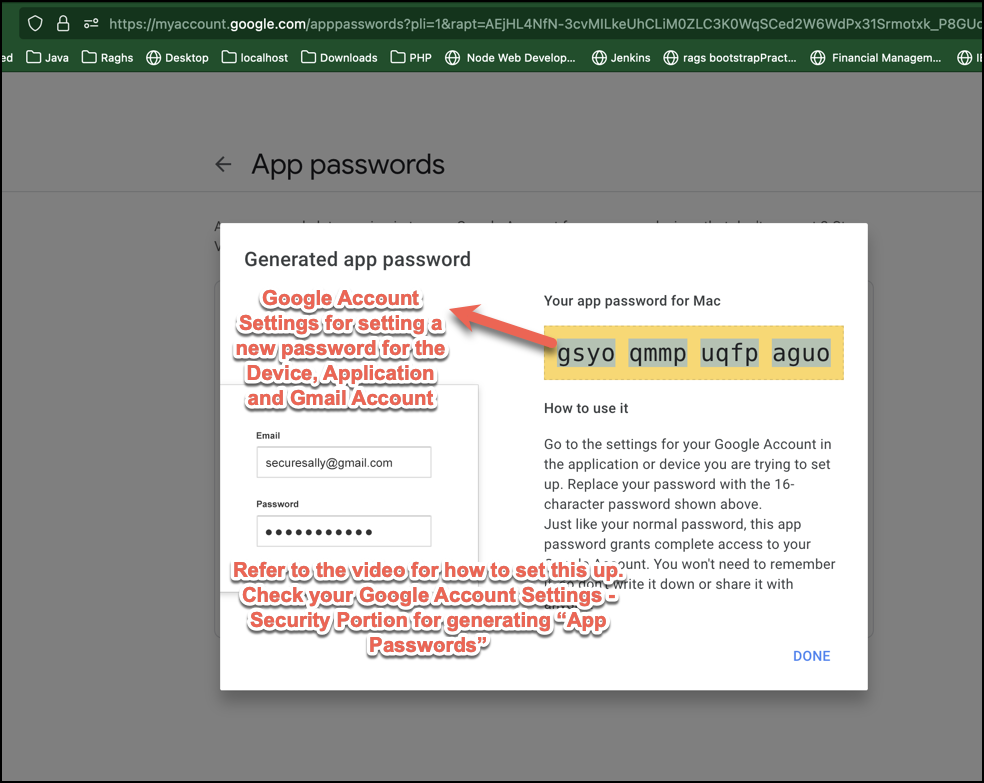 https://myaccount.google.com/apppasswords?pli=1&rapt=AEjHL4NfN-3cvMILkeUhCLiM0ZLC3K0WqSCed2W6WdPx31Srmotxk_P8GU
ed Java Raghs Desktop localhost Downloads PHP Node Web Develop... Jenkins rags bootstrapPract... Financial Managem...
App passwords
Generated app password
Google Account
Settings for setting a
new password for the
Device, Application
and Gmail Account
Email
securesally@gmail.com
Password
Your app password for Mac
gsyo qmmp uqfp aguo
How to use it
Go to the settings for your Google Account in
the application or device you are trying to set
up. Replace your password with the 16-
character password shown above.
Just like your normal password, this app
password grants complete access to your
Account. You won't need to remember
write it down or share it with
Refer to the video for how to set this up.
Check your Google Account Settings -
Security Portion for generating “App
Passwords”
DONE